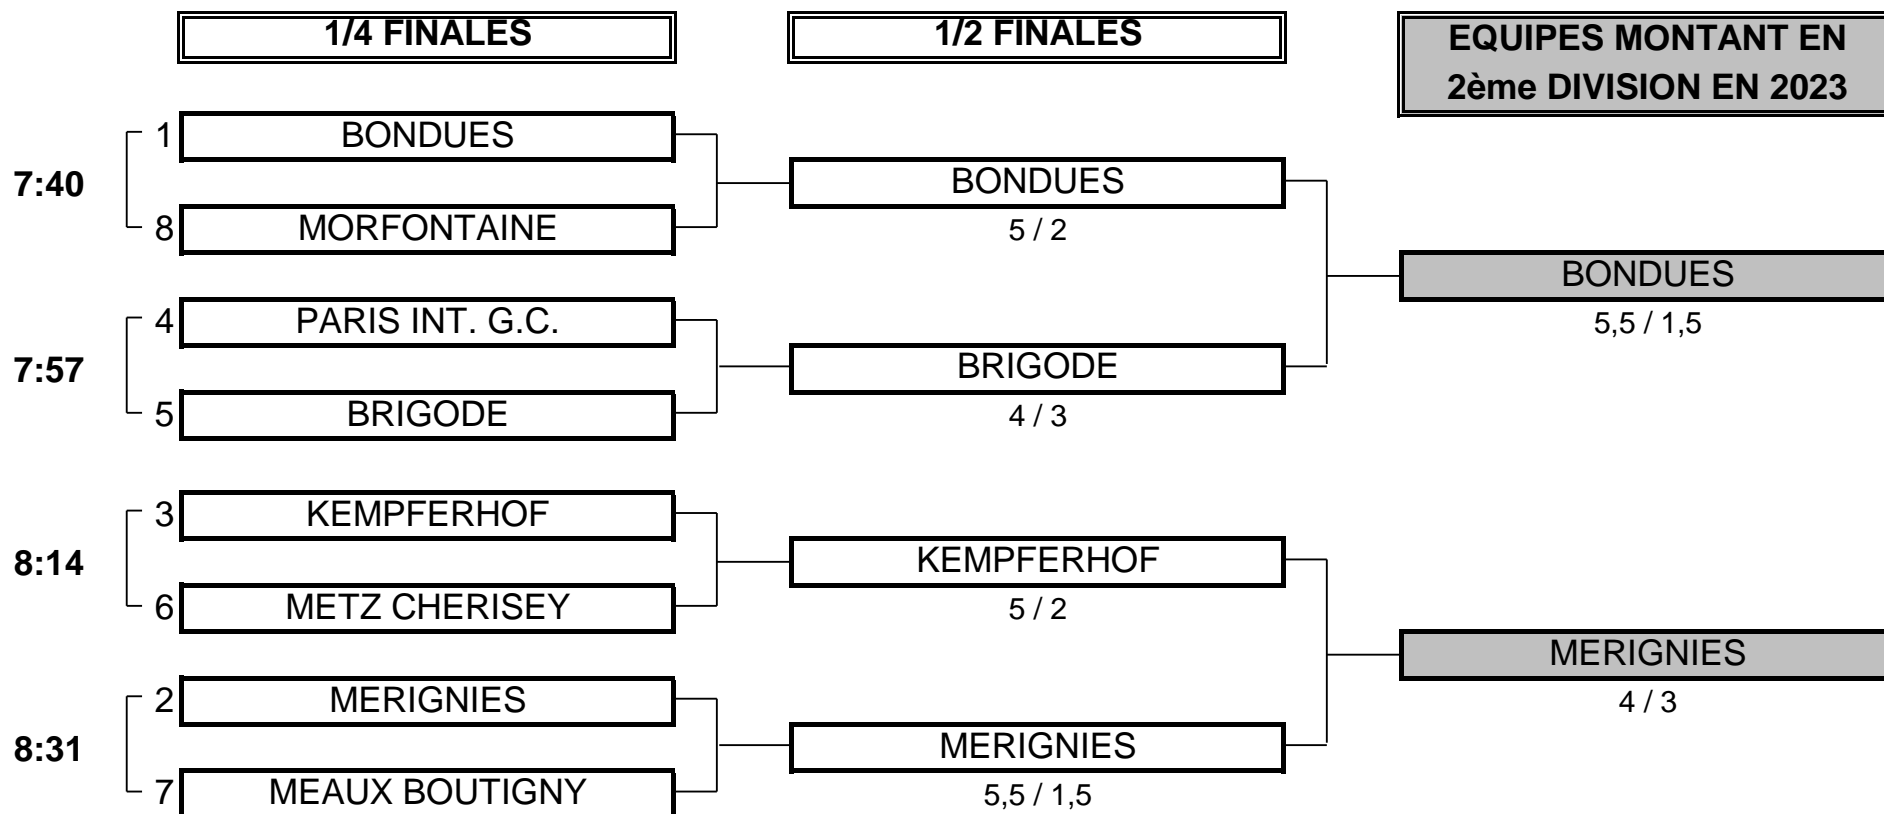 1/4 FINALES
1/2 FINALES
EQUIPES MONTANT EN
2ème DIVISION EN 2023
1 BONDUES
7:40
8 MORFONTAINE
BONDUES
5 / 2
4 PARIS INT. G.C.
7:57
5 BRIGODE
BRIGODE
4 / 3
BONDUES
5,5 / 1,5
3 KEMPFERHOF
8:14
6 METZ CHERISEY
KEMPFERHOF
5 / 2
2 MERIGNIES
8:31
7 MEAUX BOUTIGNY
MERIGNIES
5,5 / 1,5
MERIGNIES
4 / 3